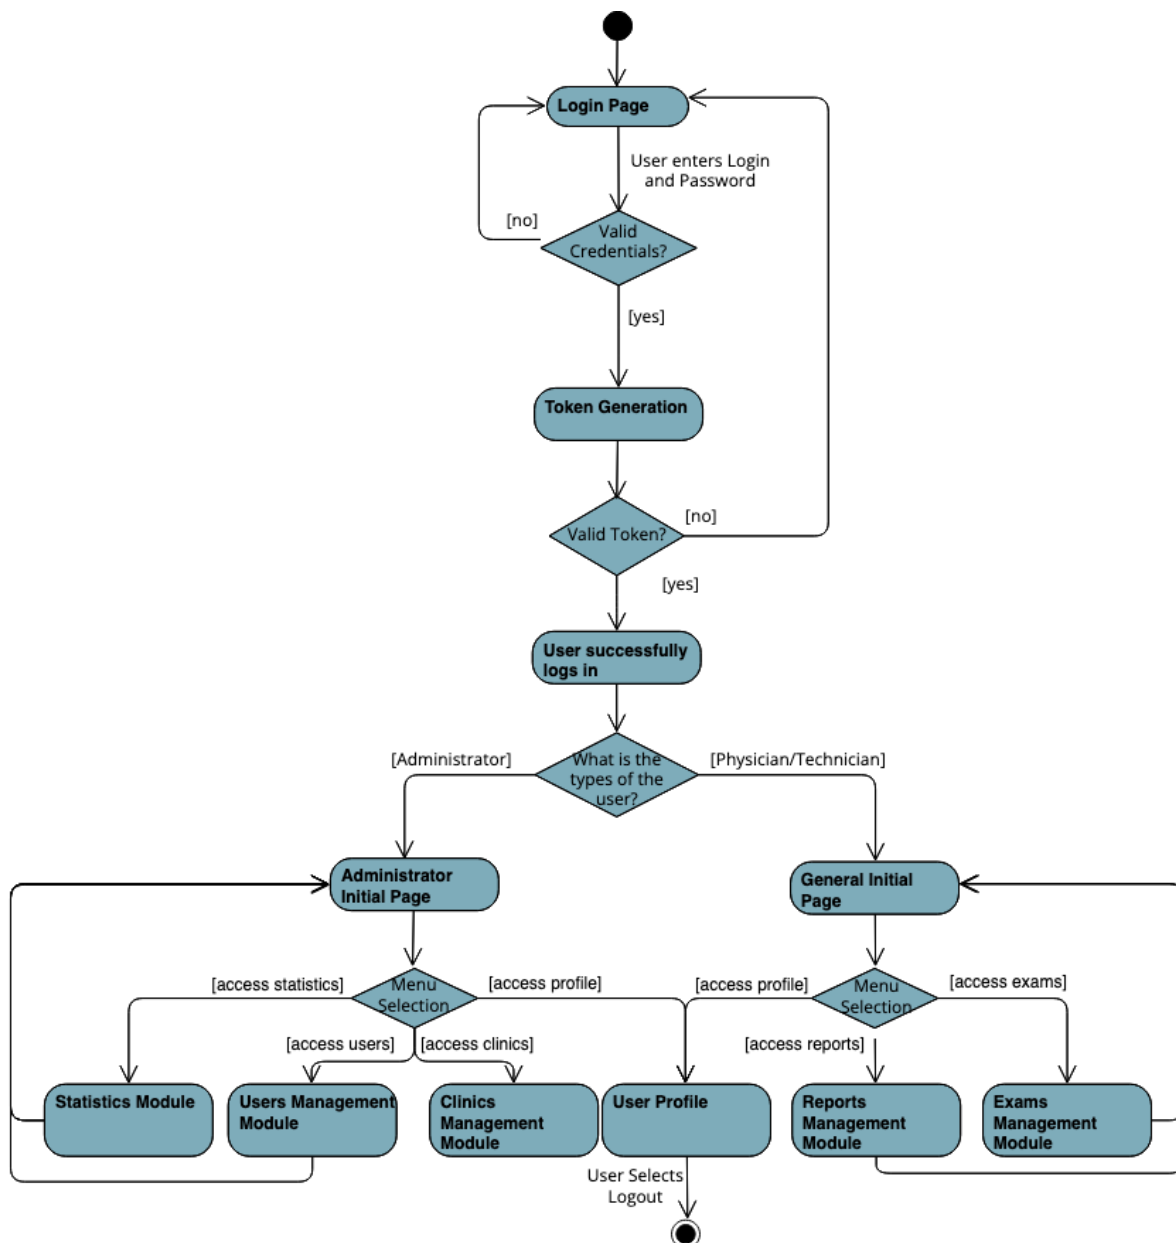 Login Page
User enters Login
and Password
[no]
Valid
Credentials?
[yes]
Token Generation
[no]
Valid Token?
[yes]
User successfully
logs in
[Administrator]
What is the
types of the
user?
[Physician/Technician]
Administrator
Initial Page
General Initial
Page
[access statistics]
Menu
Selection
[access profile]
[access profile]
Menu
Selection
[access exams]
[access users]
[access clinics]
[access reports]
Statistics Module
Users Management
Module
Clinics
Management
Module
User Profile
Reports
Management
Module
Exams
Management
Module
User Selects
Logout